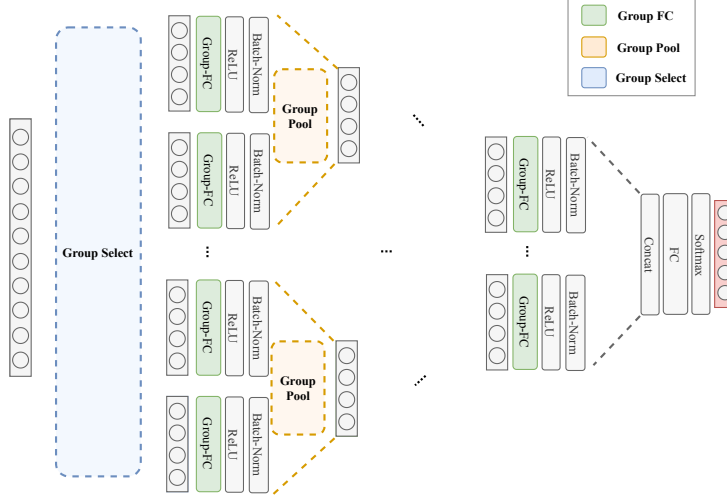 Group FC
Group Pool
Group Select
Group Select
Group-FC
ReLU
Batch-Norm
Group
Pool
Group-FC
ReLU
Batch-Norm
...
Group-FC
ReLU
Batch-Norm
Group
Pool
Group-FC
ReLU
Batch-Norm
...
...
...
Group-FC
ReLU
Batch-Norm
...
Group-FC
ReLU
Batch-Norm
Concat
FC
Softmax